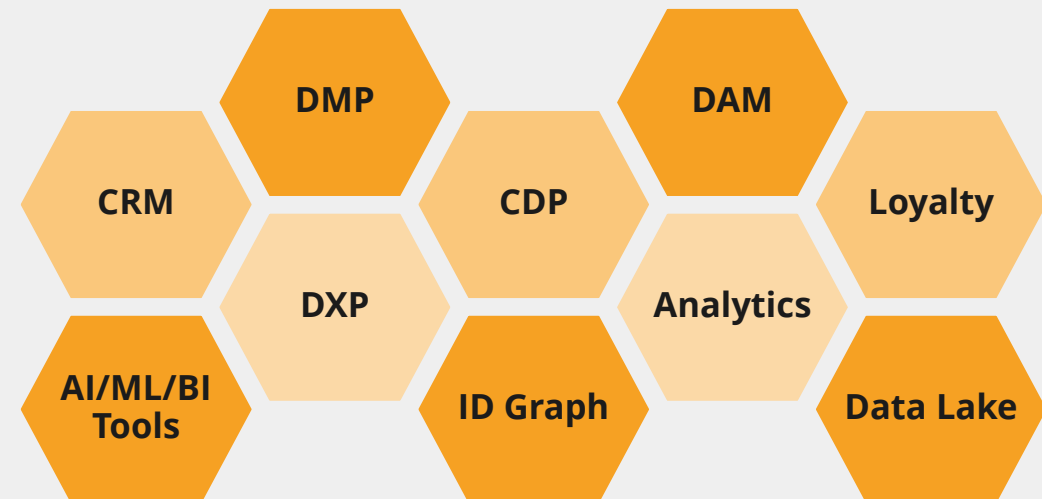 DMP
DAM
CRM
CDP
Loyalty
DXP
Analytics
AI/ML/BI
Tools
ID Graph
Data Lake